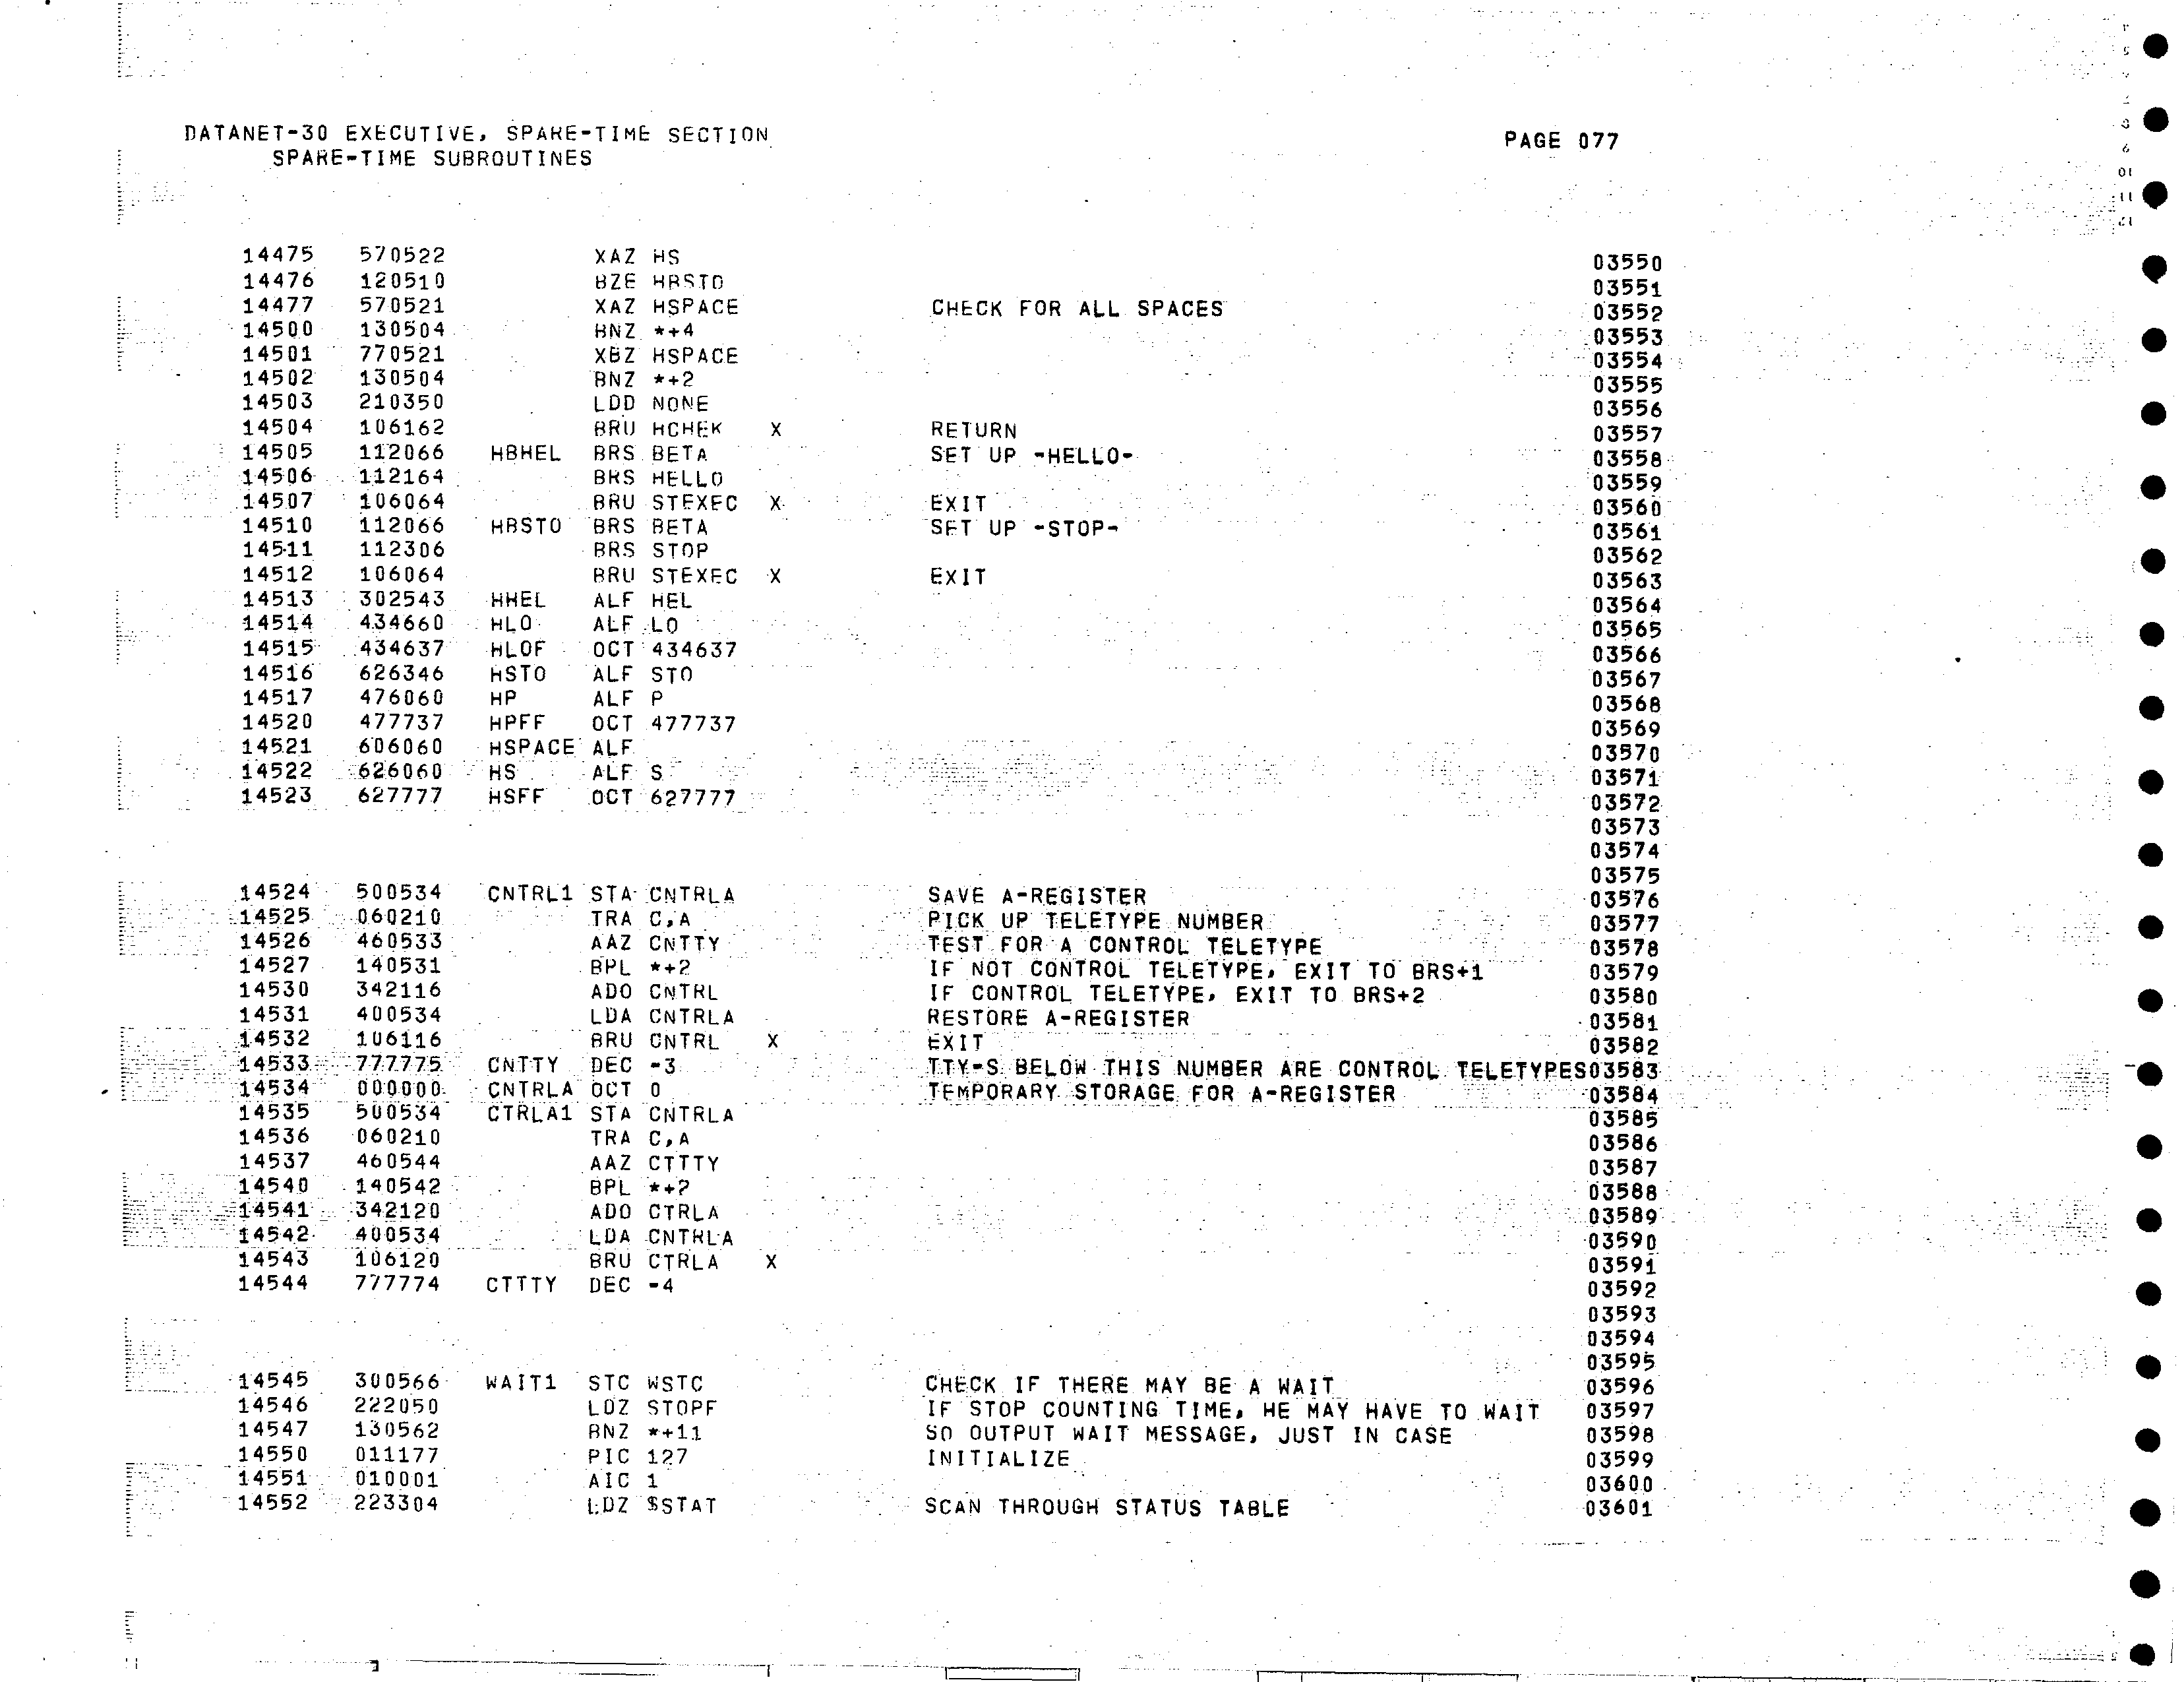 DATANET-30 EXECUTIVE, SPARE-TIME SECTION PAGE 077
SPARE-TIME SUBROUTINES
14475 570522 XAZ HS 03550
14476 120510 BZE HBSTO 03551
14477 570521 XAZ HSPACE CHECK FOR ALL SPACES 03552
14500 130504 BNZ *+4 03553
14501 770521 XBZ HSPACE 03554
14502 130504 BNZ *+2 03555
14503 210350 LDD NONE 03556
14504 106162 BRU HCHEK X RETURN 03557
14505 112066 HBHEL BRS BETA SET UP -HELLO- 03558
14506 112164 BRS HELLO 03559
14507 106064 BRU STEXEC X EXIT 03560
14510 112066 HBSTO BRS BETA SET UP -STOP- 03561
14511 112306 BRS STOP 03562
14512 106064 BRU STEXEC X EXIT 03563
14513 302543 HHEL ALF HEL 03564
14514 434660 HLO ALF LO 03565
14515 434637 HLOF OCT 434637 03566
14516 626346 HSTO ALF STO 03567
14517 476060 HP ALF P 03568
14520 477737 HPFF OCT 477737 03569
14521 606060 HSPACE ALF 03570
14522 626060 HS ALF S 03571
14523 627777 HSFF OCT 627777 03572
03573
03574
03575
14524 500534 CNTRL1 STA CNTRLA SAVE A-REGISTER 03576
14525 060210 TRA C,A PICK UP TELETYPE NUMBER 03577
14526 460533 AAZ CNTTY TEST FOR A CONTROL TELETYPE 03578
14527 140531 BPL *+2 IF NOT CONTROL TELETYPE, EXIT TO BRS+1 03579
14530 342116 ADO CNTRL IF CONTROL TELETYPE, EXIT TO BRS+2 03580
14531 400534 LDA CNTRLA RESTORE A-REGISTER 03581
14532 106116 BRU CNTRL X EXIT 03582
14533 777775 CNTTY DEC -3 TTY-S BELOW THIS NUMBER ARE CONTROL TELETYPES03583
14534 000000 CNTRLA OCT 0 TEMPORARY STORAGE FOR A-REGISTER 03584
14535 500534 CTRLA1 STA CNTRLA 03585
14536 060210 TRA C,A 03586
14537 460544 AAZ CTTTY 03587
14540 140542 BPL *+2 03588
14541 342120 ADO CTRLA 03589
14542 400534 LDA CNTRLA 03590
14543 106120 BRU CTRLA X 03591
14544 777774 CTTTY DEC -4 03592
03593
03594
03595
14545 300566 WAIT1 STC WSTC CHECK IF THERE MAY BE A WAIT 03596
14546 222050 LDZ STOPF IF STOP COUNTING TIME, HE MAY HAVE TO WAIT 03597
14547 130562 BNZ *+11 SO OUTPUT WAIT MESSAGE, JUST IN CASE 03598
14550 011177 PIC 127 INITIALIZE 03599
14551 010001 AIC 1 03600
14552 223304 LDZ $STAT SCAN THROUGH STATUS TABLE 03601